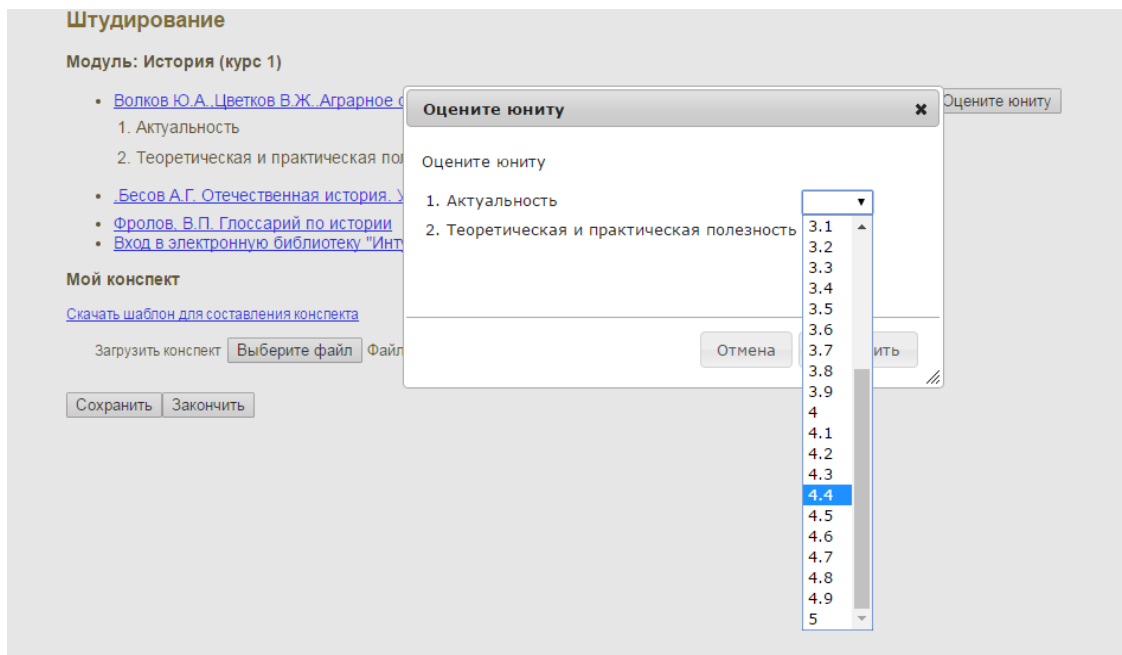 Штудирование
Модуль: История (курс 1)
Волков Ю.А.,Цветков В.Ж..Аграрное
1. Актуальность
2. Теоретическая и практическая
.Бесов А.Г. Отечественная история.
Фролов, В.П. Глоссарий по истории
Вход в электронную библиотеку
Мой конспект
Скачать шаблон для составления конспекта
Загрузить конспект Выберите файл Файл
Сохранить Закончить
Оцените юниту
Оцените юниту
Оцените юниту
1. Актуальность
2. Теоретическая и практическая полезность
3.1
3.2
3.3
3.4
3.5
3.6
3.7
3.8
3.9
4
4.1
4.2
4.3
4.4
4.5
4.6
4.7
4.8
4.9
5
Отмена